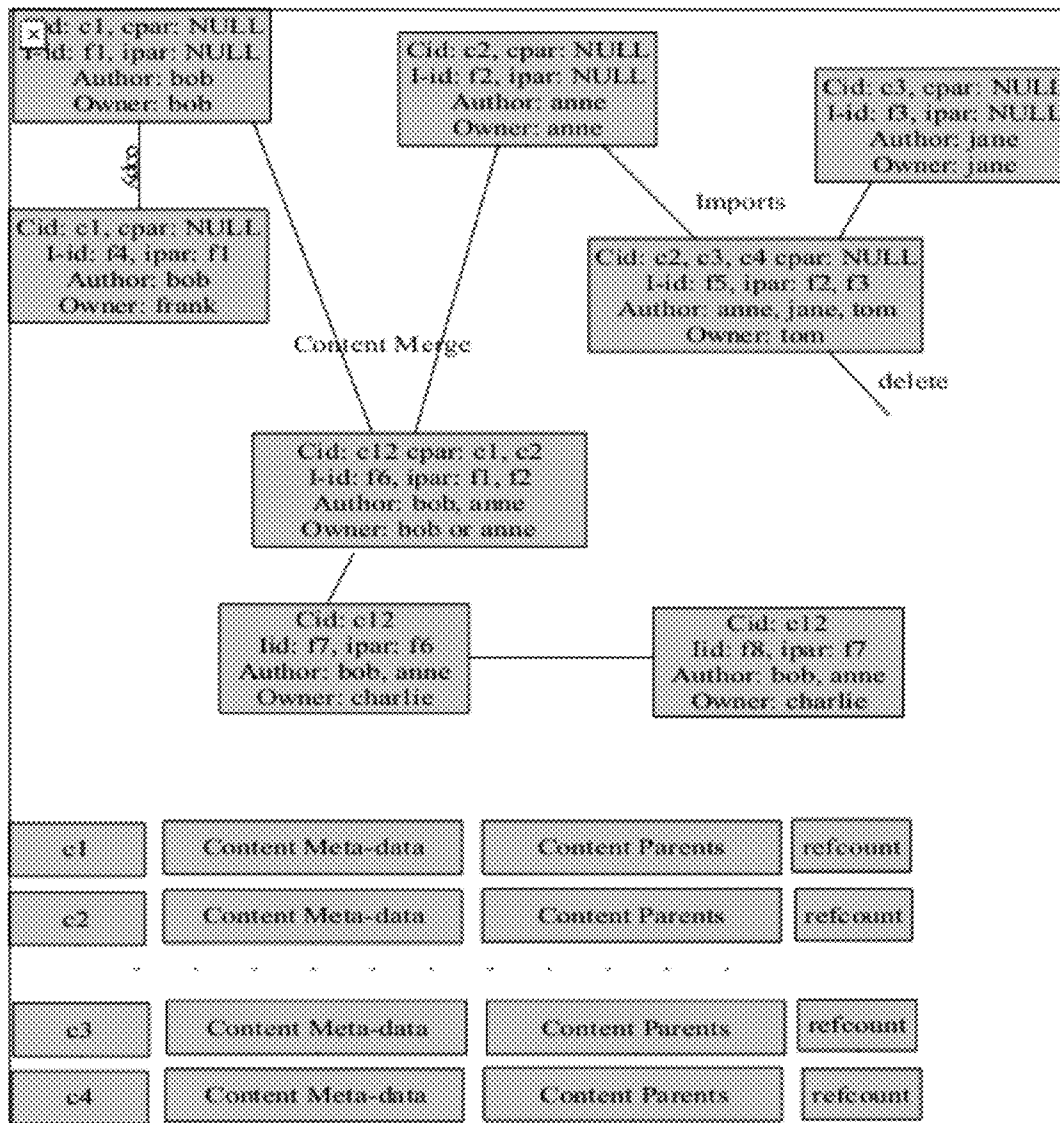 Cid: c1, cpar: NULL
I-id: f1, ipar: NULL
Author: bob
Owner: bob
Cid: c2, cpar: NULL
I-id: f2, ipar: NULL
Author: anne
Owner: anne
Cid: c3, cpar: NULL
I-id: f3, ipar: NULL
Author: jane
Owner: jane
Imports
Cid: c1, cpar: NULL
I-id: f4, ipar: f1
Author: bob
Owner: frank
Cid: c2, c3, c4 cpar: NULL
I-id: f5, ipar: f2, f3
Author: anne, jane, tom
Owner: tom
Content Merge
delete
Cid: c12 cpar: c1, c2
I-id: f6, ipar: f1, f2
Author: bob, anne
Owner: bob or anne
Cid: c12
Iid: f7, ipar: f6
Author: bob, anne
Owner: charlie
Cid: c12
Iid: f8, ipar: f7
Author: bob, anne
Owner: charlie
c1 Content Meta-data Content Parents refcount
c2 Content Meta-data Content Parents refcount
c3 Content Meta-data Content Parents refcount
c4 Content Meta-data Content Parents refcount